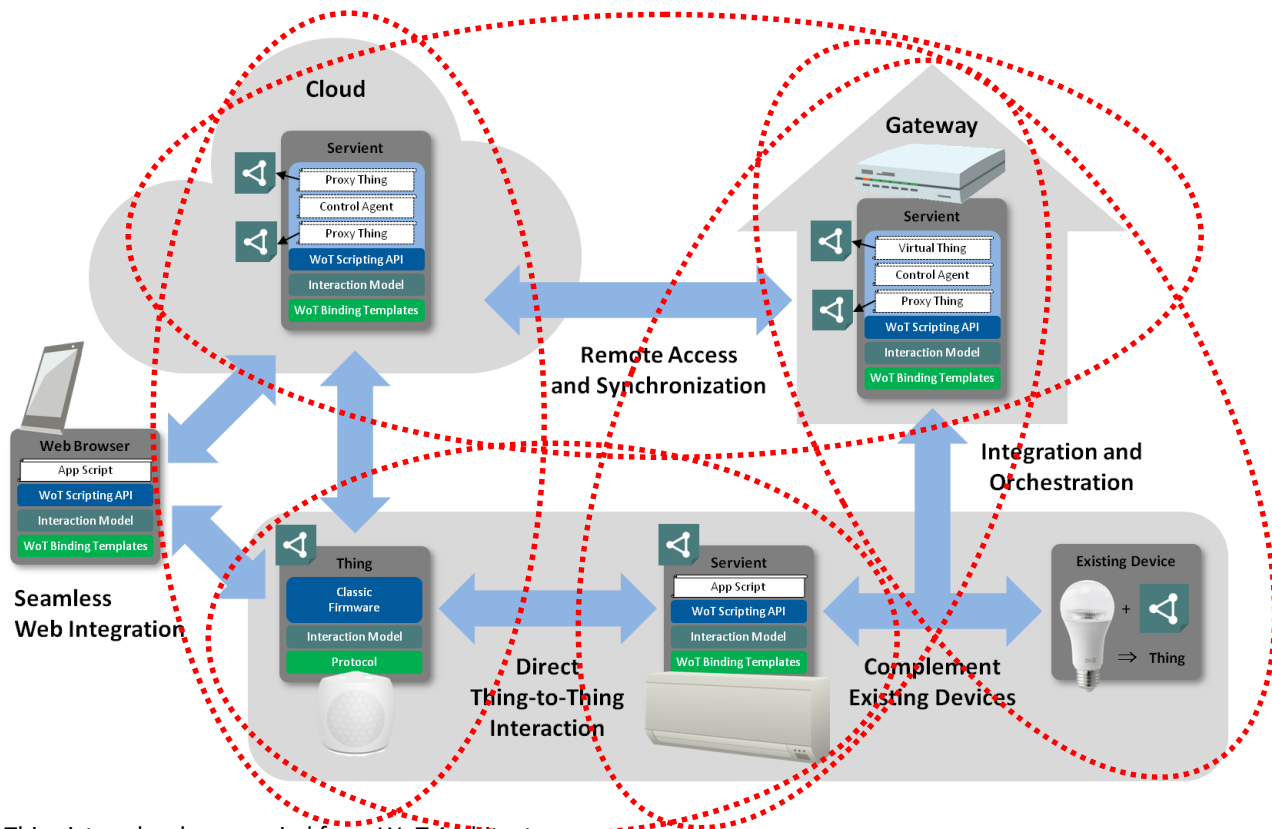 Cloud
Servient
Proxy Thing
Control Agent
Proxy Thing
WoT Scripting API
Interaction Model
WoT Binding Templates
Gateway
Servient
Virtual Thing
Control Agent
Proxy Thing
WoT Scripting API
Interaction Model
WoT Binding Templates
Remote Access
and Synchronization
Web Browser
App Script
WoT Scripting API
Interaction Model
WoT Binding Templates
Seamless
Web Integration
Integration and
Orchestration
Thing
Classic
Firmware
Interaction Model
Protocol
Direct
Thing-to-Thing
Interaction
Servient
App Script
WoT Scripting API
Interaction Model
WoT Binding Templates
Complement
Existing Devices
Existing Device
+
⇒ Thing